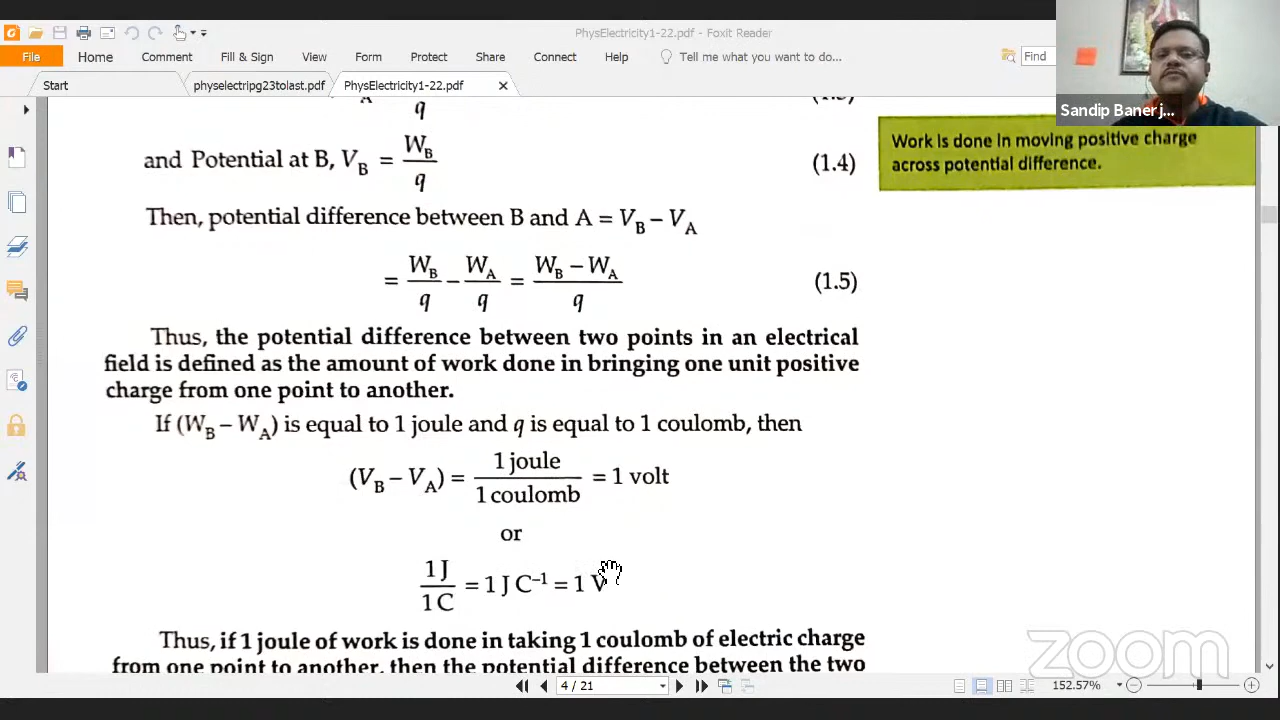 PhysElectricity1-22.pdf - Foxit Reader
File Home Comment Fill & Sign View Form Protect Share Connect Help Tell me what you want to do... Find
Start physelectripg23tolast.pdf PhysElectricity1-22.pdf
Sandip Banerj...
A
q
and Potential at B, V_B = W_B / q (1.4)
Work is done in moving positive charge
across potential difference.
Then, potential difference between B and A = V_B – V_A
= W_B / q – W_A / q = W_B – W_A / q (1.5)
Thus, the potential difference between two points in an electrical
field is defined as the amount of work done in bringing one unit positive
charge from one point to another.
If (W_B – W_A) is equal to 1 joule and q is equal to 1 coulomb, then
(V_B – V_A) = 1 joule / 1 coulomb = 1 volt
or
1 J / 1 C = 1 J C⁻¹ = 1 V
Thus, if 1 joule of work is done in taking 1 coulomb of electric charge
from one point to another, then the potential difference between the two
zoom
4 / 21 152.57%